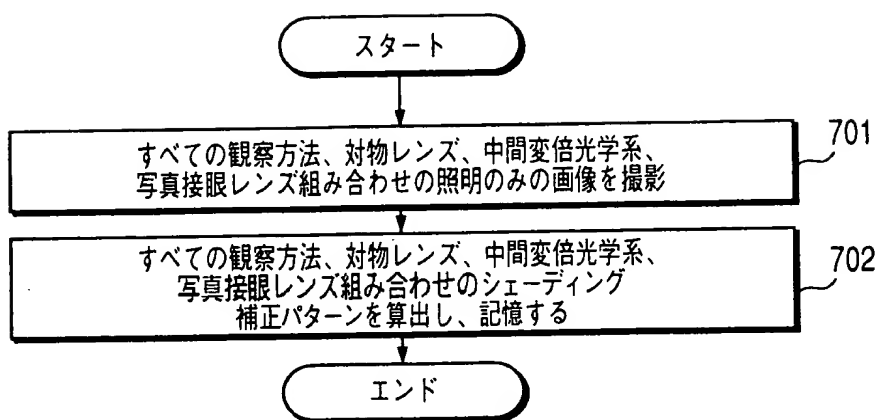 スタート
すべての観察方法、対物レンズ、中間変倍光学系、
写真接眼レンズ組み合わせの照明のみの画像を撮影
701
すべての観察方法、対物レンズ、中間変倍光学系、
写真接眼レンズ組み合わせのシェーディング
補正パターンを算出し、記憶する
702
エンド